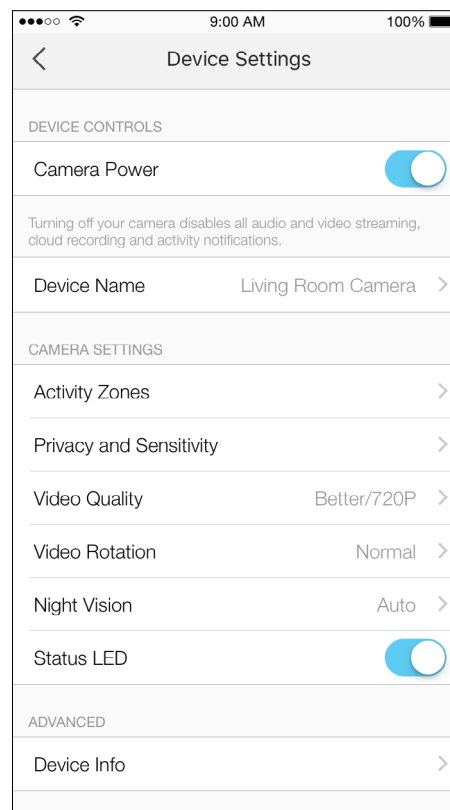 9:00 AM 100%
Device Settings
DEVICE CONTROLS
Camera Power
Turning off your camera disables all audio and video streaming,
cloud recording and activity notifications.
Device Name Living Room Camera
CAMERA SETTINGS
Activity Zones
Privacy and Sensitivity
Video Quality Better/720P
Video Rotation Normal
Night Vision Auto
Status LED
ADVANCED
Device Info